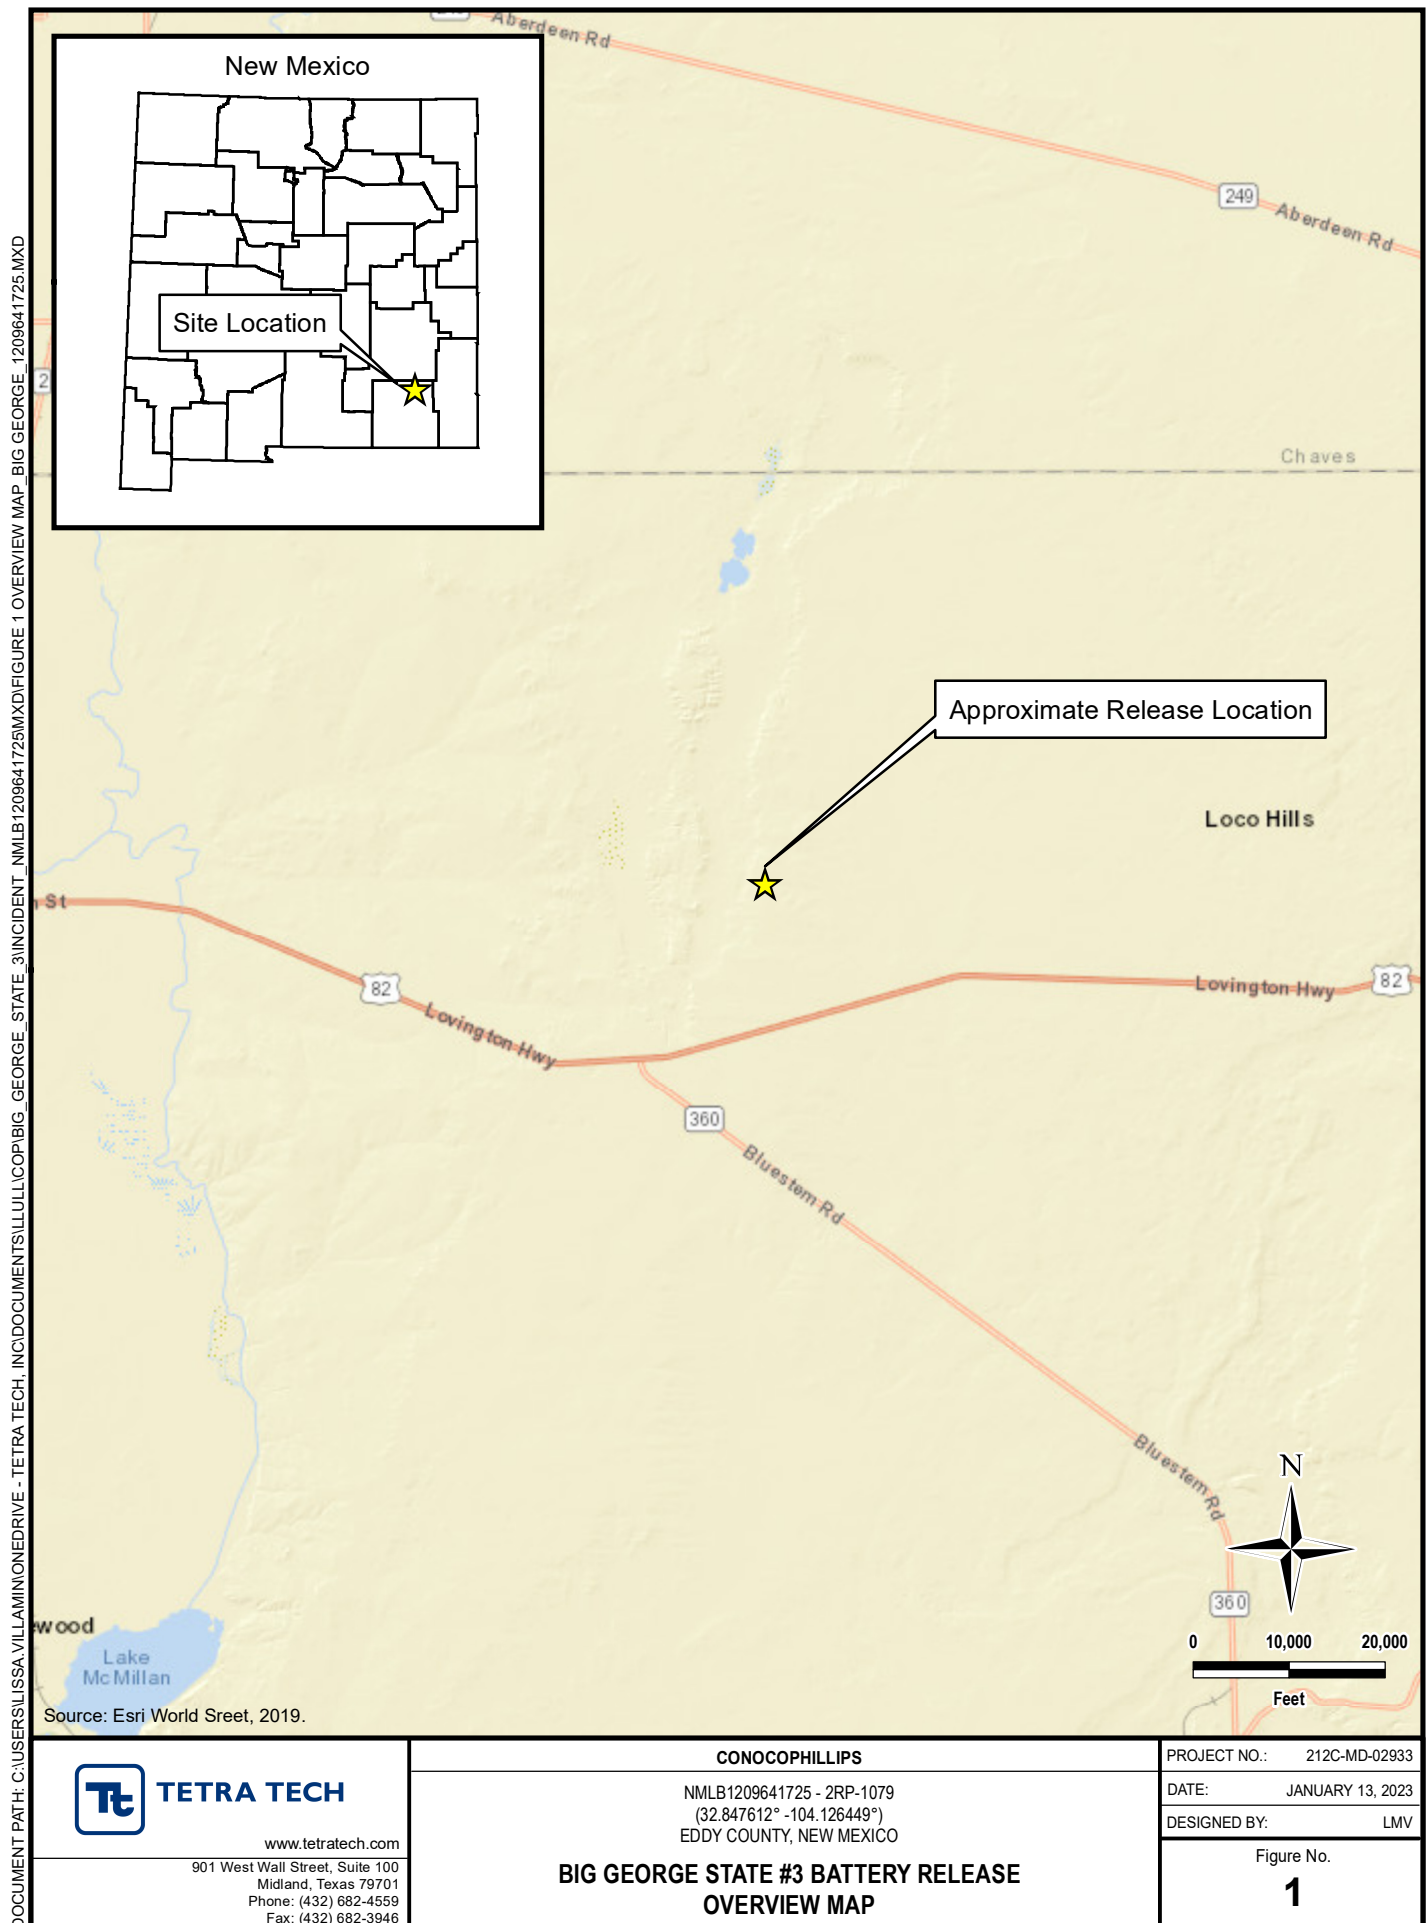 Aberdeen Rd
New Mexico
249
Aberdeen Rd
Site Location
2
Chaves
Approximate Release Location
Loco Hills
St
82
Lovington Hwy
82
Lovington Hwy
360
Bluestem Rd
Bluestem Rd
N
360
ewood
Lake
McMillan
0 10,000 20,000
Feet
Source: Esri World Sreet, 2019.
DOCUMENT PATH: C:\USERS\LISSA.VILLAMIN\ONEDRIVE - TETRA TECH, INC\DOCUMENTS\LLULL\COP\BIG_GEORGE_STATE_3\INCIDENT_NMLB1209641725\MXD\FIGURE 1 OVERVIEW MAP_BIG GEORGE_1209641725.MXD
Tt TETRA TECH
www.tetratech.com
901 West Wall Street, Suite 100
Midland, Texas 79701
Phone: (432) 682-4559
Fax: (432) 682-3946
CONOCOPHILLIPS
NMLB1209641725 - 2RP-1079
(32.847612° -104.126449°)
EDDY COUNTY, NEW MEXICO
BIG GEORGE STATE #3 BATTERY RELEASE
OVERVIEW MAP
PROJECT NO.: 212C-MD-02933
DATE: JANUARY 13, 2023
DESIGNED BY: LMV
Figure No.
1